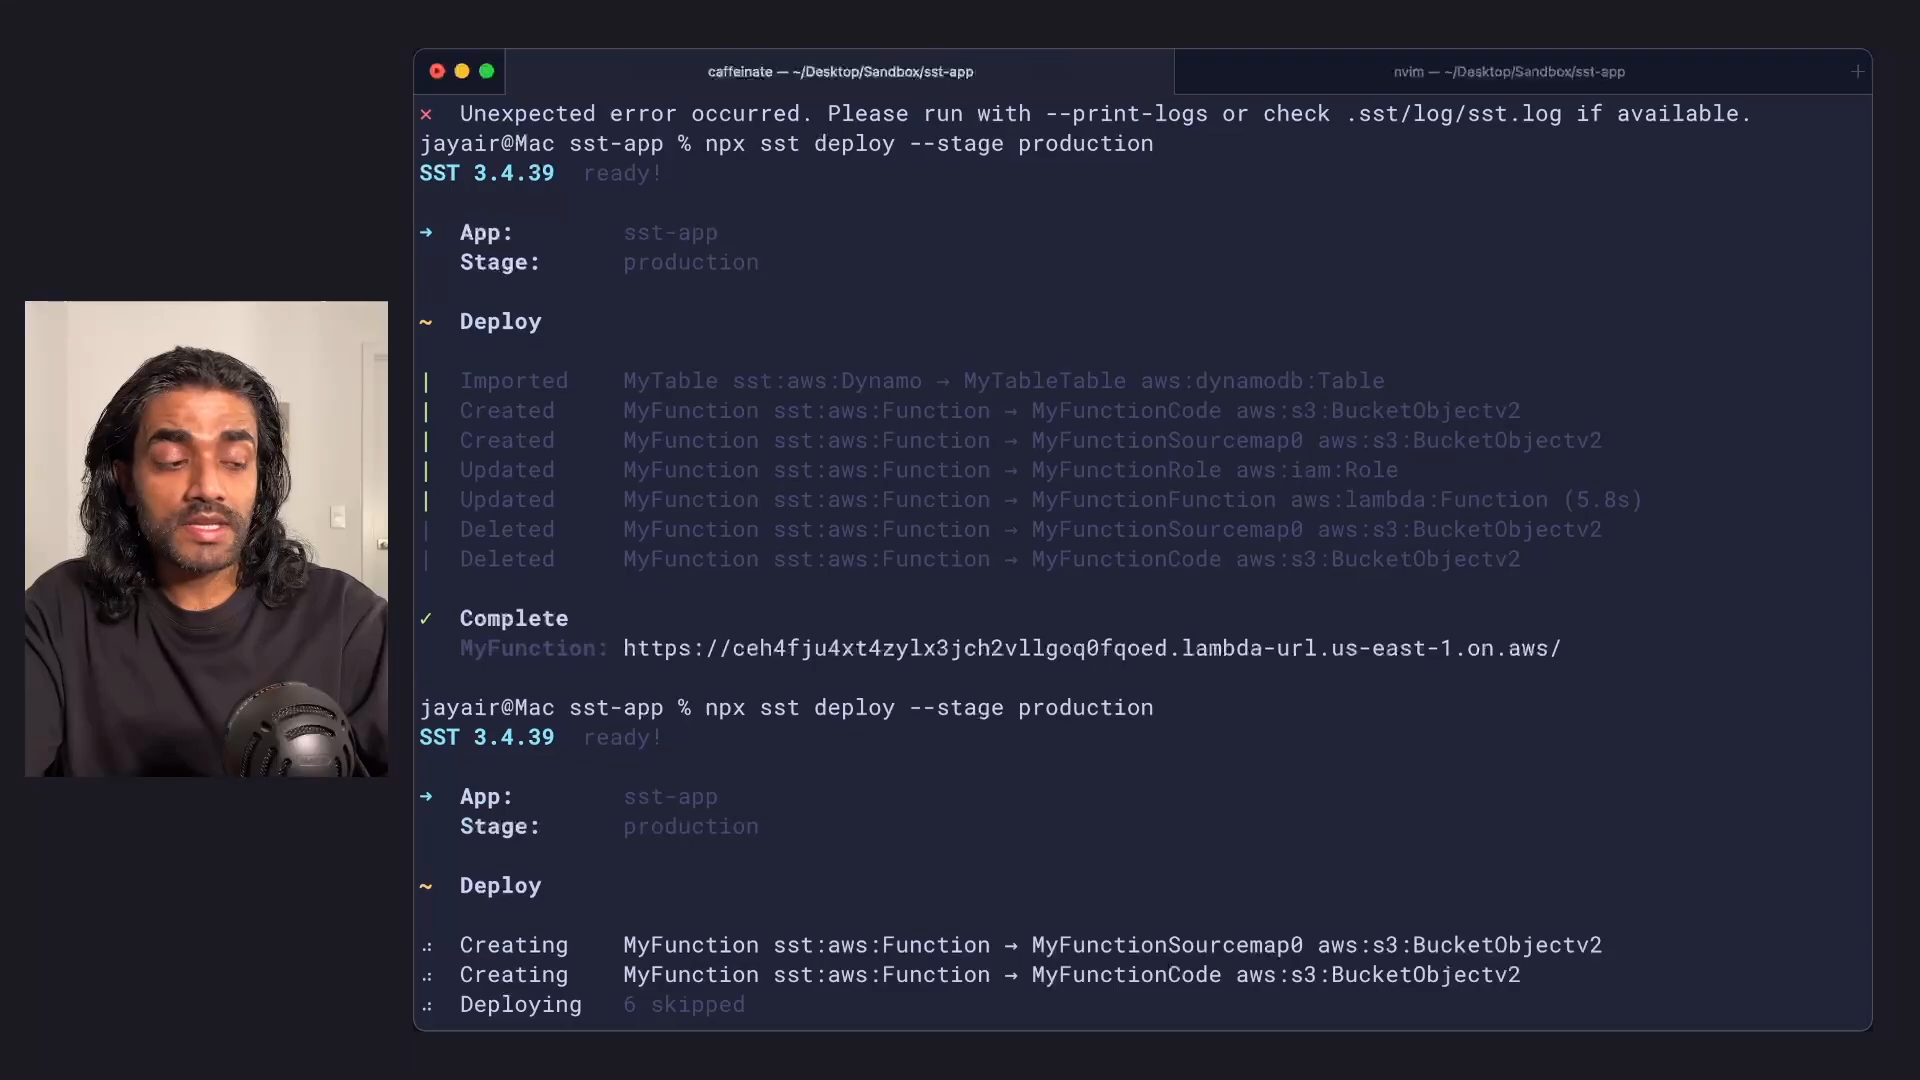 caffeinate — ~/Desktop/Sandbox/sst-app
nvim — ~/Desktop/Sandbox/sst-app
+
× Unexpected error occurred. Please run with --print-logs or check .sst/log/sst.log if available.
jayair@Mac sst-app % npx sst deploy --stage production
SST 3.4.39 ready!
→ App: sst-app
Stage: production
~ Deploy
| Imported MyTable sst:aws:Dynamo → MyTableTable aws:dynamodb:Table
| Created MyFunction sst:aws:Function → MyFunctionCode aws:s3:BucketObjectv2
| Created MyFunction sst:aws:Function → MyFunctionSourcemap0 aws:s3:BucketObjectv2
| Updated MyFunction sst:aws:Function → MyFunctionRole aws:iam:Role
| Updated MyFunction sst:aws:Function → MyFunctionFunction aws:lambda:Function (5.8s)
| Deleted MyFunction sst:aws:Function → MyFunctionSourcemap0 aws:s3:BucketObjectv2
| Deleted MyFunction sst:aws:Function → MyFunctionCode aws:s3:BucketObjectv2
✓ Complete
MyFunction: https://ceh4fju4xt4zylx3jch2vllgoq0fqoed.lambda-url.us-east-1.on.aws/
jayair@Mac sst-app % npx sst deploy --stage production
SST 3.4.39 ready!
→ App: sst-app
Stage: production
~ Deploy
Creating MyFunction sst:aws:Function → MyFunctionSourcemap0 aws:s3:BucketObjectv2
Creating MyFunction sst:aws:Function → MyFunctionCode aws:s3:BucketObjectv2
Deploying 6 skipped